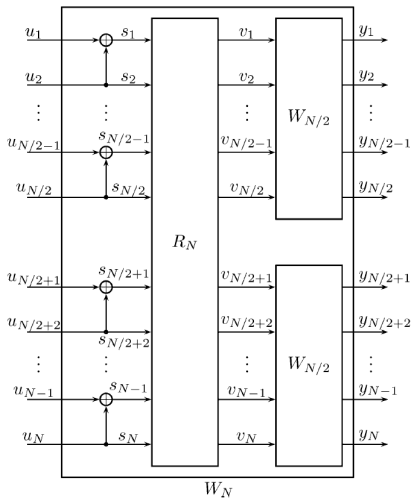 u_1 s_1 v_1 y_1
u_2 s_2 v_2 y_2
⋮ ⋮ ⋮ W_{N/2} ⋮
u_{N/2−1} s_{N/2−1} v_{N/2−1} y_{N/2−1}
u_{N/2} s_{N/2} v_{N/2} y_{N/2}
R_N
u_{N/2+1} s_{N/2+1} v_{N/2+1} y_{N/2+1}
u_{N/2+2} s_{N/2+2} v_{N/2+2} y_{N/2+2}
⋮ ⋮ ⋮ W_{N/2} ⋮
u_{N−1} s_{N−1} v_{N−1} y_{N−1}
u_N s_N v_N y_N
W_N